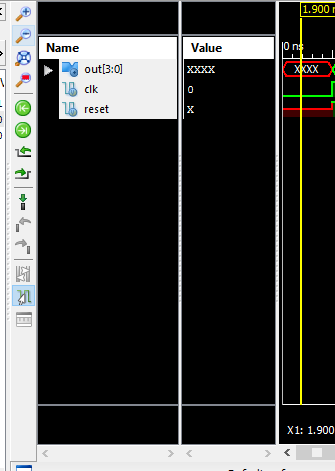 1.900 n
Name
Value
0 ns
out[3:0]
XXXX
XXXX
clk
0
reset
X
X1: 1.900